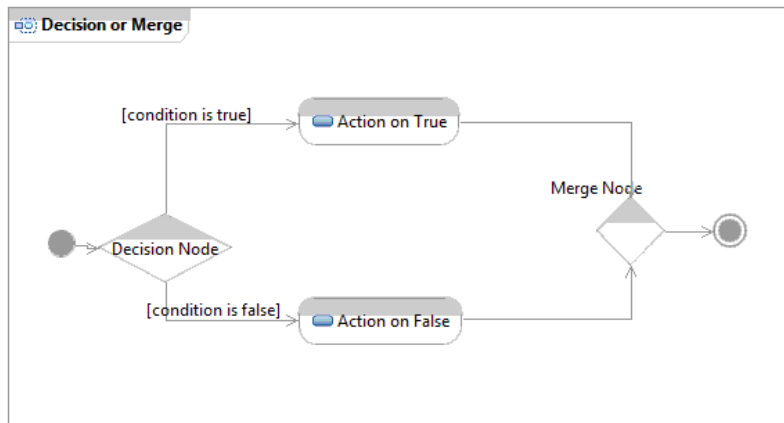 Decision or Merge
[condition is true]
Action on True
Merge Node
Decision Node
[condition is false]
Action on False